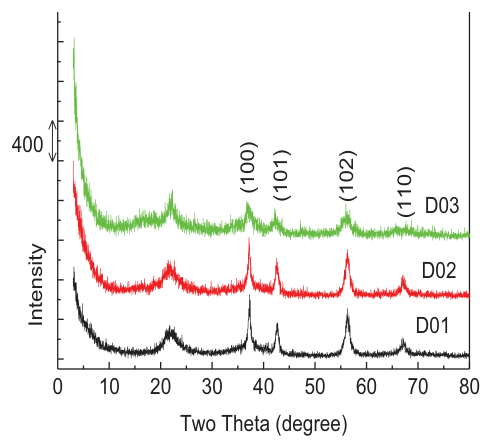 400
Intensity
(100)
(101)
(102)
(110)
D03
D02
D01
0 10 20 30 40 50 60 70 80
Two Theta (degree)